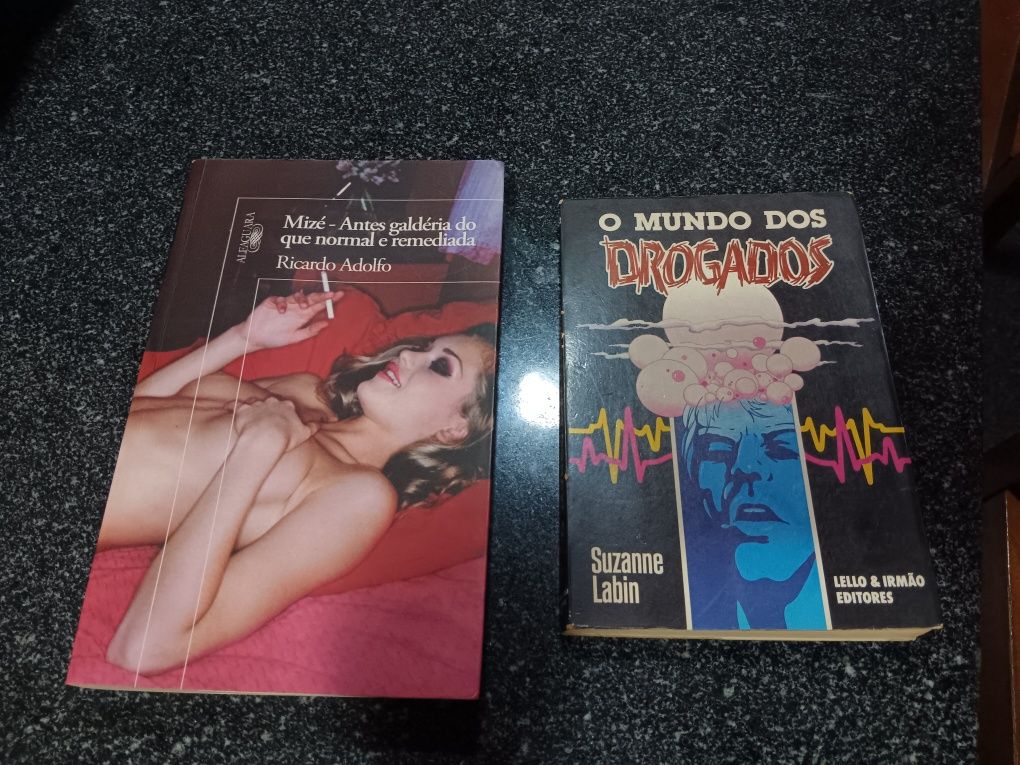 ALFAGUARA
Mizé - Antes galdéria do
que normal e remediada
Ricardo Adolfo
O MUNDO DOS
DROGADOS
Suzanne
Labin
LELLO & IRMÃO
EDITORES